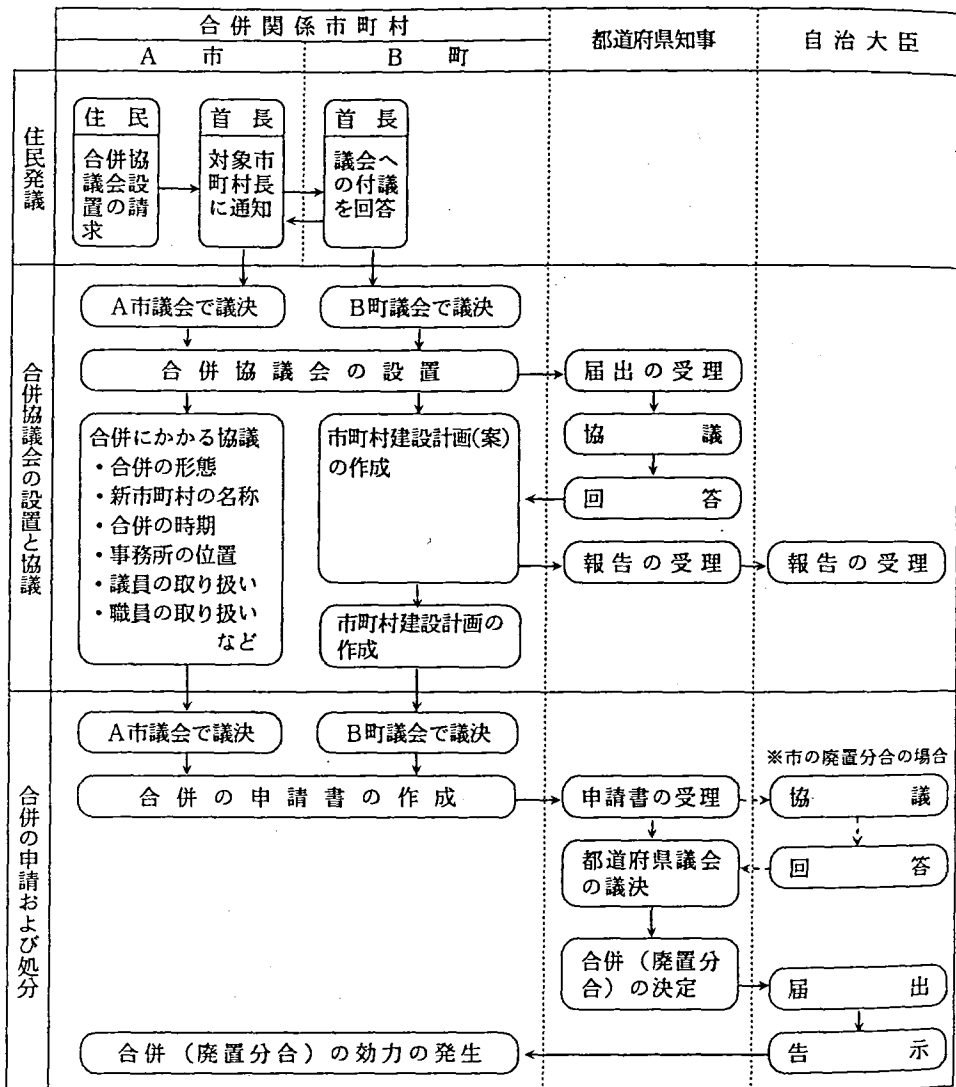 合併関係市町村
都道府県知事
自治大臣
A市
B町
住民発議
住民
合併協
議会設
置の請
求
首長
対象市
町村長
に通知
首長
議会へ
の付議
を回答
合併協議会の設置と協議
A市議会で議決
B町議会で議決
合併協議会の設置
届出の受理
合併にかかる協議
・合併の形態
・新市町村の名称
・合併の時期
・事務所の位置
・議員の取り扱い
・職員の取り扱い
など
市町村建設計画(案)
の作成
協議
回答
報告の受理
報告の受理
市町村建設計画の
作成
合併の申請および処分
A市議会で議決
B町議会で議決
※市の廃置分合の場合
合併の申請書の作成
申請書の受理
協議
都道府県議会
の議決
回答
合併（廃置分
合）の決定
届出
合併（廃置分合）の効力の発生
告示